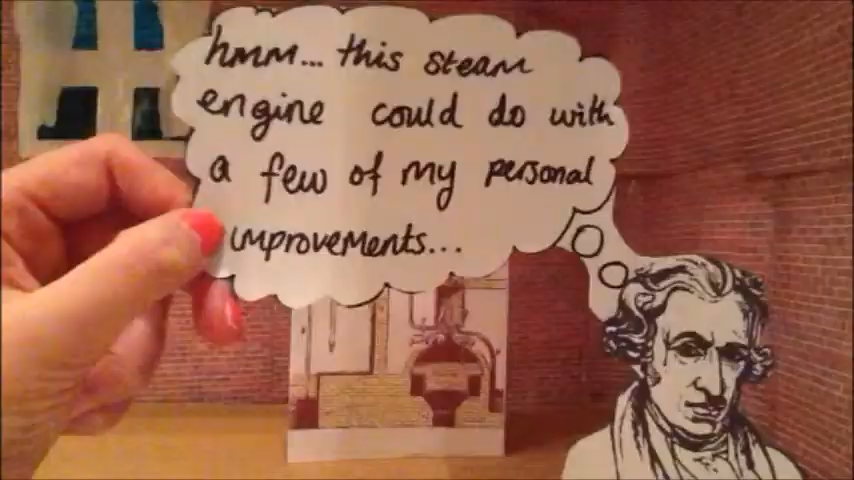 hmm... this steam
engine could do with
a few of my personal
improvements...